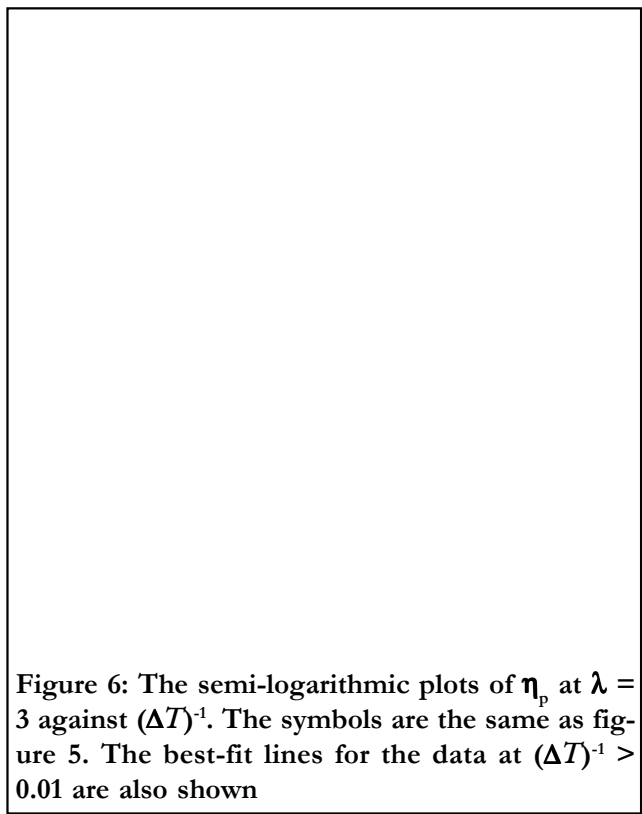 Figure 6: The semi-logarithmic plots of ηp at λ =
3 against (ΔT)-1. The symbols are the same as fig-
ure 5. The best-fit lines for the data at (ΔT)-1 >
0.01 are also shown